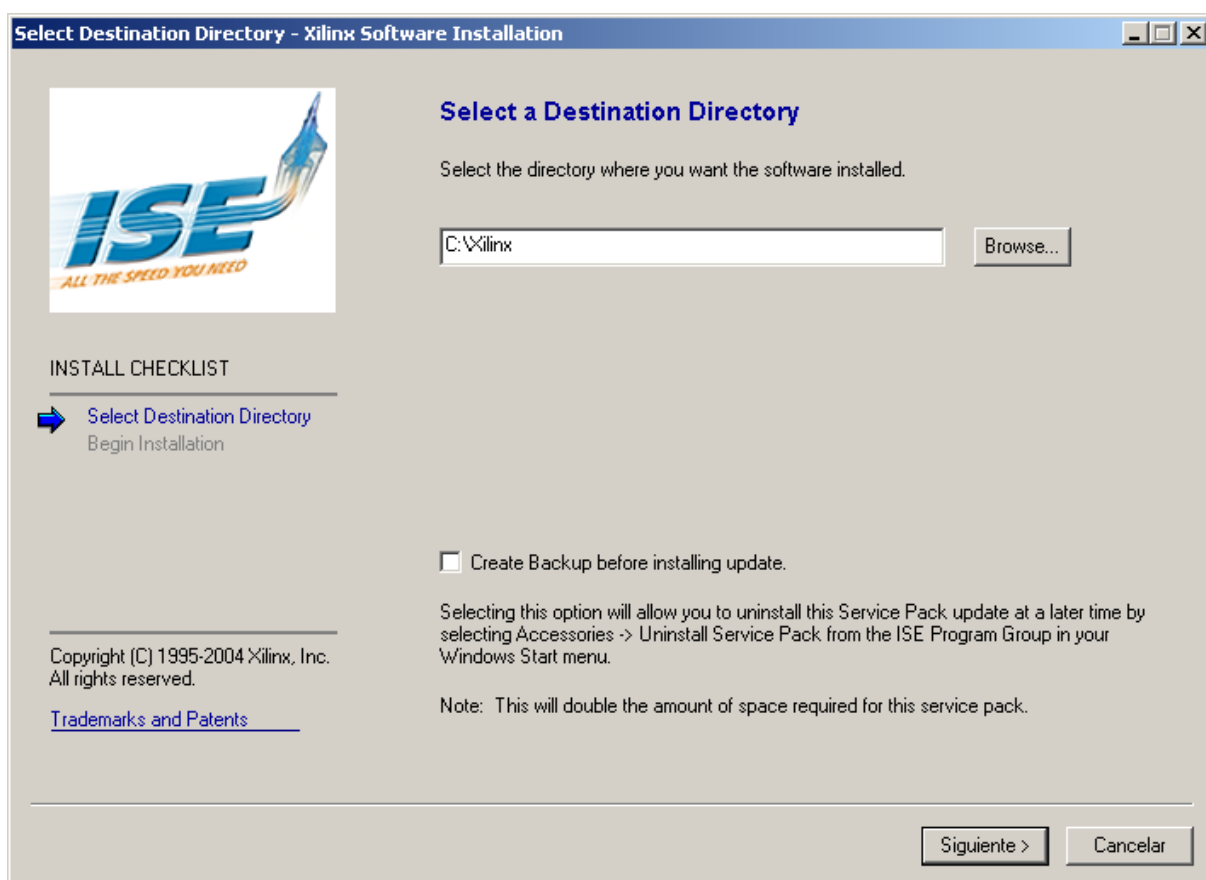 Select Destination Directory - Xilinx Software Installation
ISE
ALL THE SPEED YOU NEED
Select a Destination Directory
Select the directory where you want the software installed.
C:\Xilinx
Browse...
INSTALL CHECKLIST
Select Destination Directory
Begin Installation
Create Backup before installing update.
Selecting this option will allow you to uninstall this Service Pack update at a later time by
selecting Accessories -> Uninstall Service Pack from the ISE Program Group in your
Windows Start menu.
Note: This will double the amount of space required for this service pack.
Copyright (C) 1995-2004 Xilinx, Inc.
All rights reserved.
Trademarks and Patents
Siguiente >
Cancelar